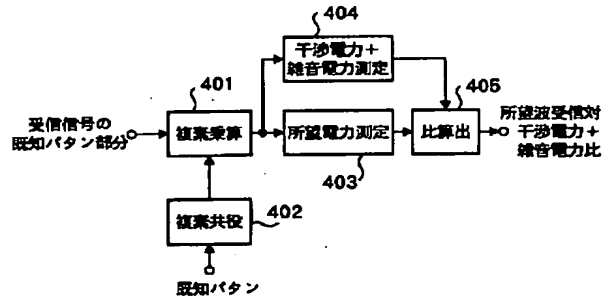 404
干渉電力+
雑音電力測定
401
405
受信信号の
既知パタン部分
複素乗算
所望電力測定
比算出
所望波受信対
干渉電力+
雑音電力比
403
複素共役
402
既知パタン